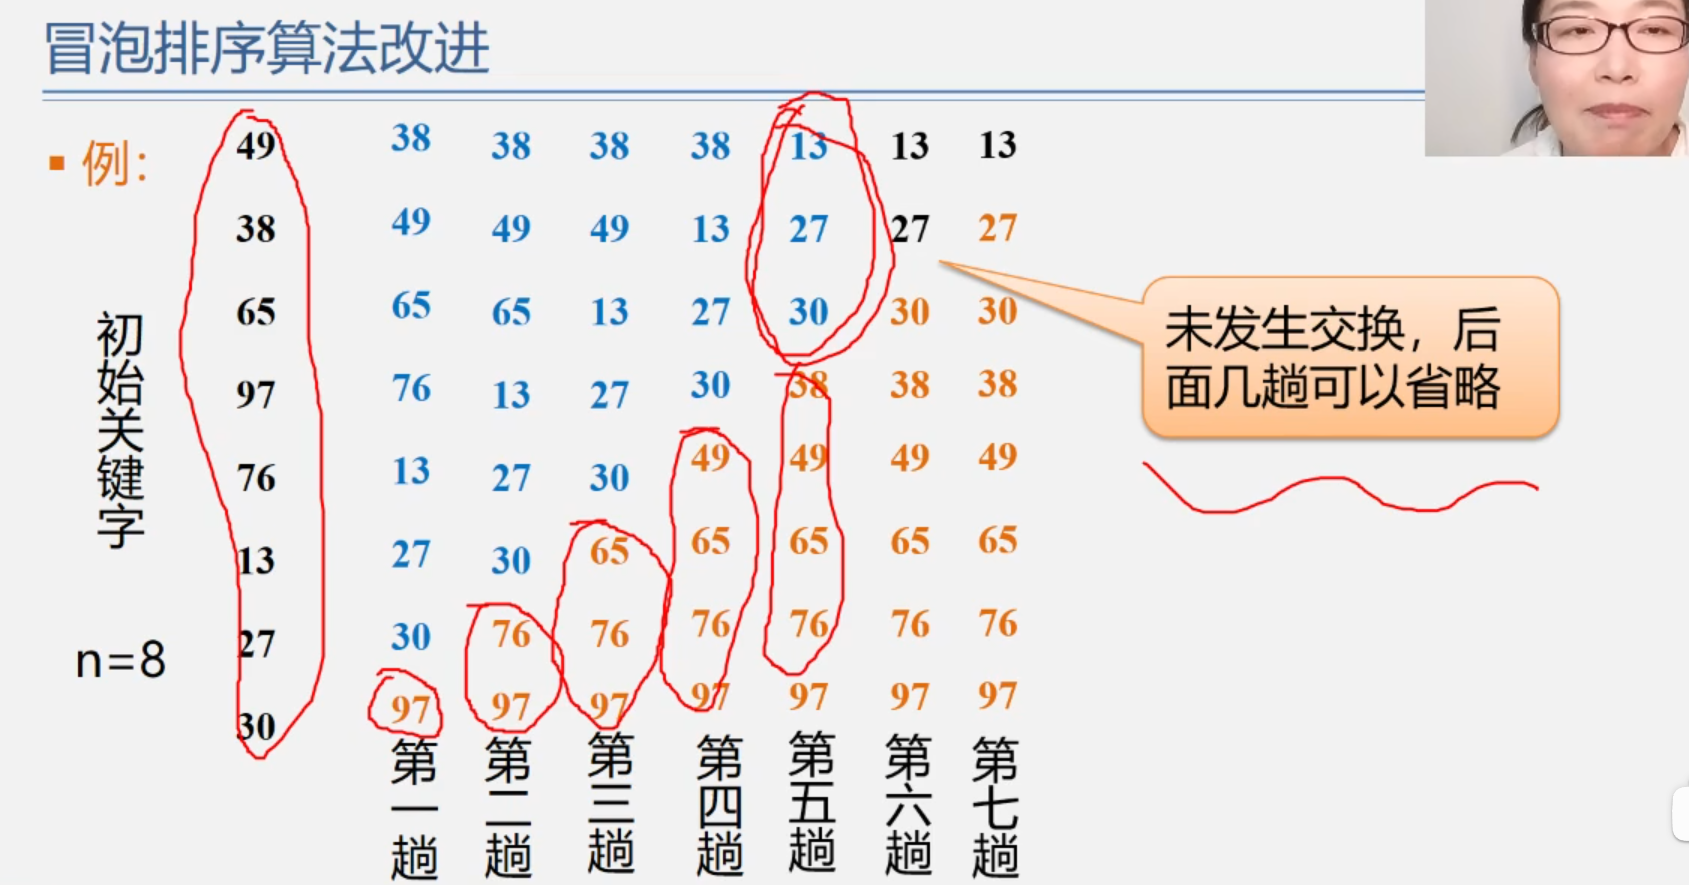 冒泡排序算法改进
例:
49 38 38 38 38 13 13 13
38 49 49 49 13 27 27 27
65 65 65 13 27 30 30 30
97 76 13 27 30 38 38 38
76 13 27 30 49 49 49 49
13 27 30 65 65 65 65 65
27 30 76 76 76 76 76 76
30 97 97 97 97 97 97 97
初始关键字
n=8
第一趟
第二趟
第三趟
第四趟
第五趟
第六趟
第七趟
未发生交换，后
面几趟可以省略